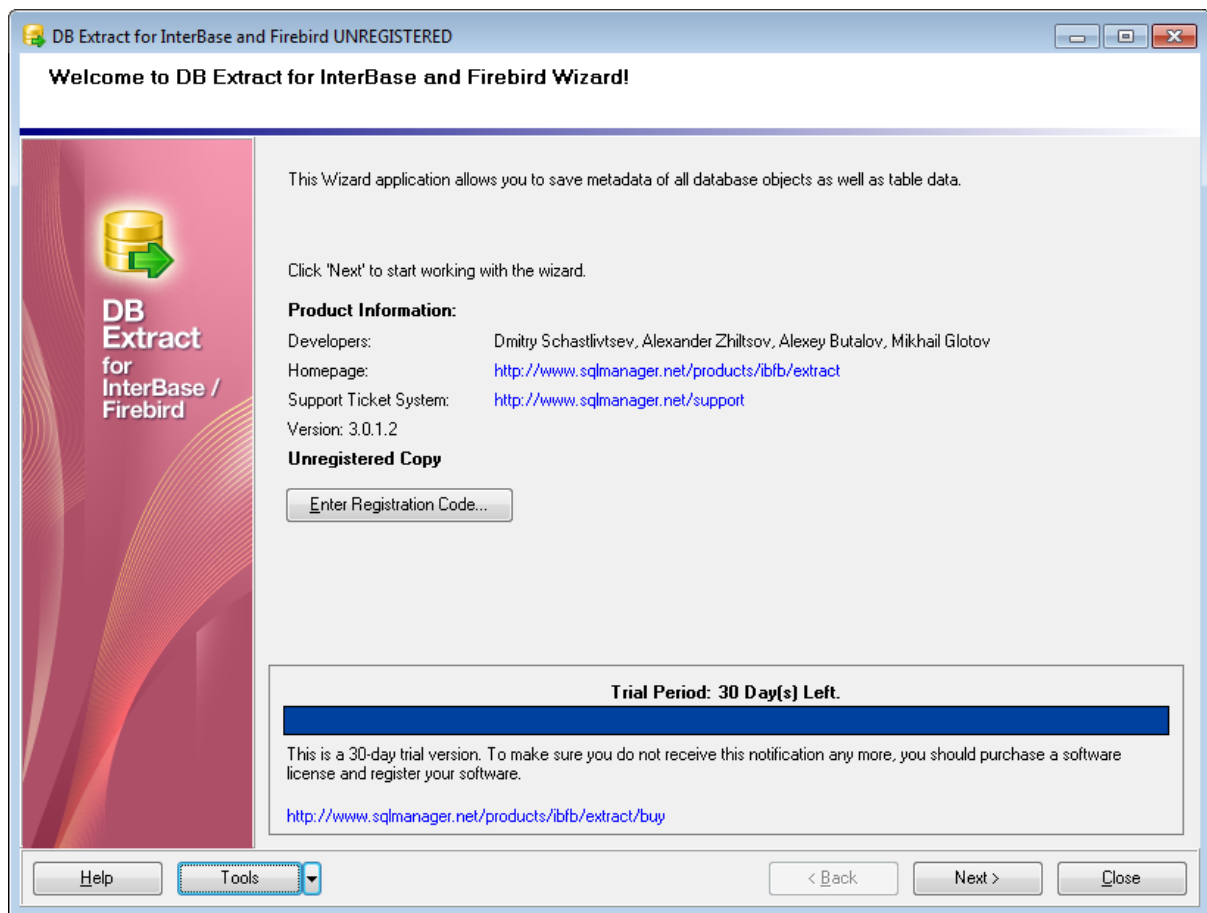 DB Extract for InterBase and Firebird UNREGISTERED
Welcome to DB Extract for InterBase and Firebird Wizard!
DB
Extract
for
InterBase /
Firebird
This Wizard application allows you to save metadata of all database objects as well as table data.
Click 'Next' to start working with the wizard.
Product Information:
Developers: Dmitry Schastlivtsev, Alexander Zhiltsov, Alexey Butalov, Mikhail Glotov
Homepage: http://www.sqlmanager.net/products/ibfb/extract
Support Ticket System: http://www.sqlmanager.net/support
Version: 3.0.1.2
Unregistered Copy
Enter Registration Code...
Trial Period: 30 Day(s) Left.
This is a 30-day trial version. To make sure you do not receive this notification any more, you should purchase a software
license and register your software.
http://www.sqlmanager.net/products/ibfb/extract/buy
Help Tools < Back Next > Close